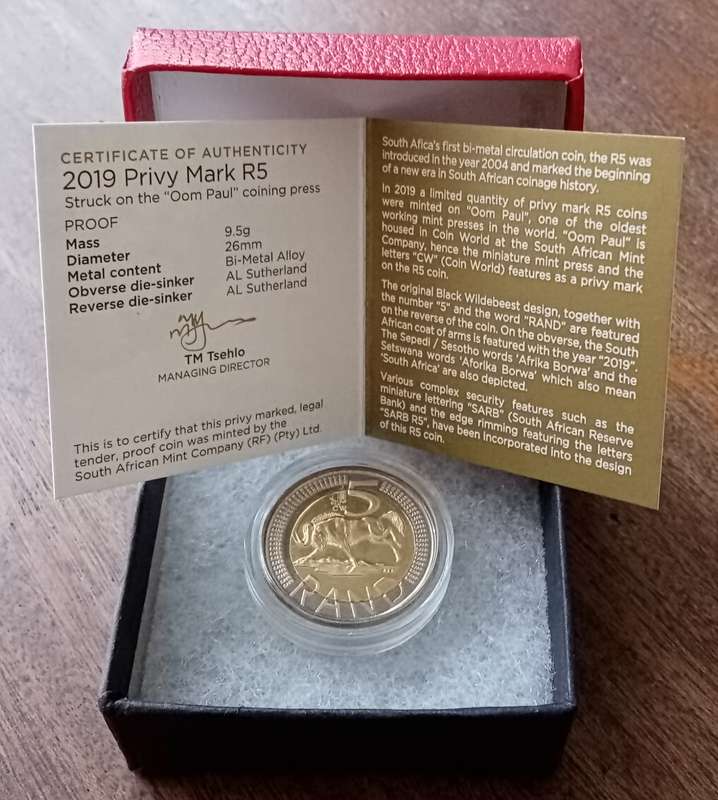 CERTIFICATE OF AUTHENTICITY
2019 Privy Mark R5
Struck on the "Oom Paul" coining press
PROOF
Mass 9.5g
Diameter 26mm
Metal content Bi-Metal Alloy
Obverse die-sinker AL Sutherland
Reverse die-sinker AL Sutherland
TM Tsehlo
MANAGING DIRECTOR
This is to certify that this privy marked, legal
tender, proof coin was minted by the
South African Mint Company (RF) (Pty) Ltd.
South Africa's first bi-metal circulation coin, the R5 was
introduced in the year 2004 and marked the beginning
of a new era in South African coinage history.
In 2019 a limited quantity of privy mark R5 coins
were minted on "Oom Paul", one of the oldest
working mint presses in the world. "Oom Paul" is
housed in Coin World at the South African Mint
Company, hence the miniature mint press and the
letters "CW" (Coin World) features as a privy mark
on the R5 coin.
The original Black Wildebeest design, together with
the number "5" and the word "RAND" are featured
on the reverse of the coin. On the obverse, the South
African coat of arms is featured with the year "2019".
The Sepedi / Sesotho words 'Afrika Borwa' and the
Setswana words 'Aforika Borwa' which also mean
'South Africa' are also depicted.
Various complex security features such as the
miniature lettering "SARB" (South African Reserve
Bank) and the edge rimming featuring the letters
"SARB R5", have been incorporated into the design
of this R5 coin.
5
RAND